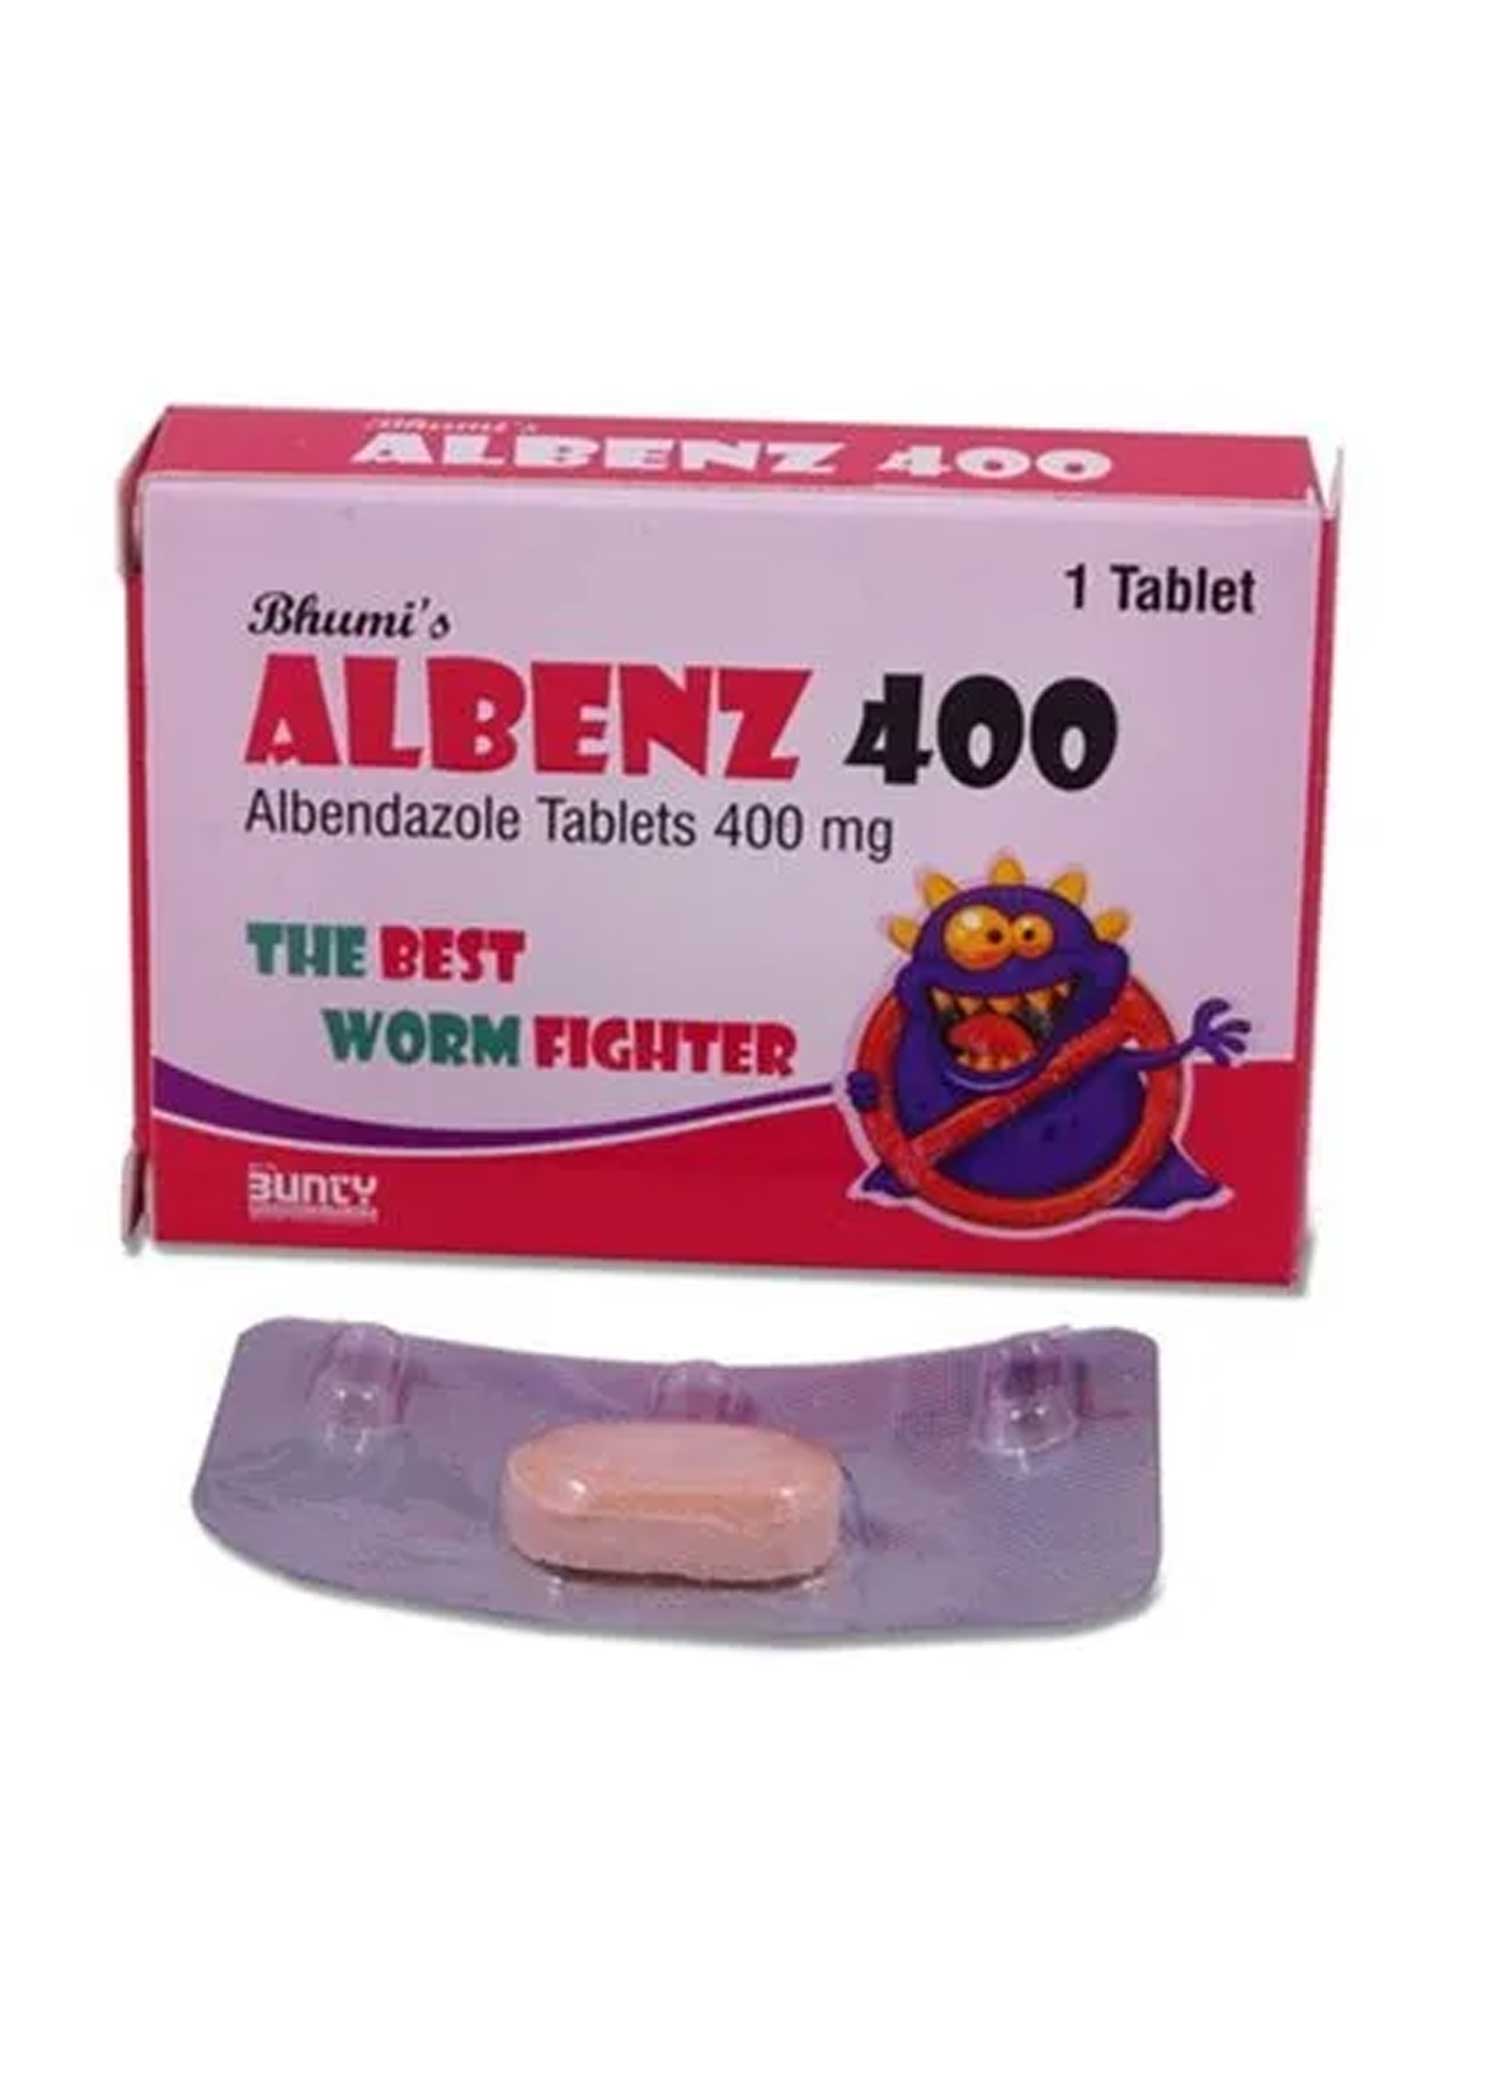 Bhumi's
ALBENZ 400
1 Tablet
Bhumi's
ALBENZ 400
Albendazole Tablets 400 mg
THE BEST
WORM FIGHTER
BUNTY